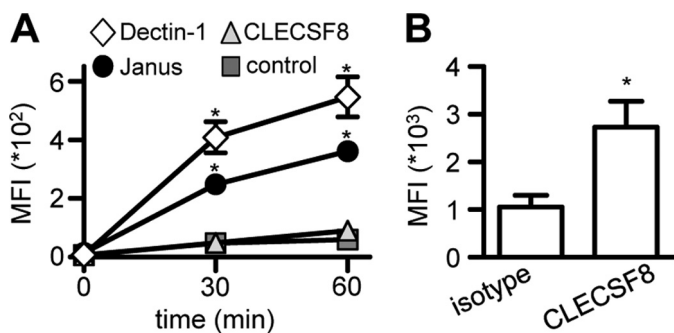 A
Dectin-1
CLECSF8
Janus
control
MFI (*10²)
6
4
2
0
*
*
*
*
0
30
60
time (min)
B
MFI (*10³)
4
3
2
1
0
*
isotype
CLECSF8